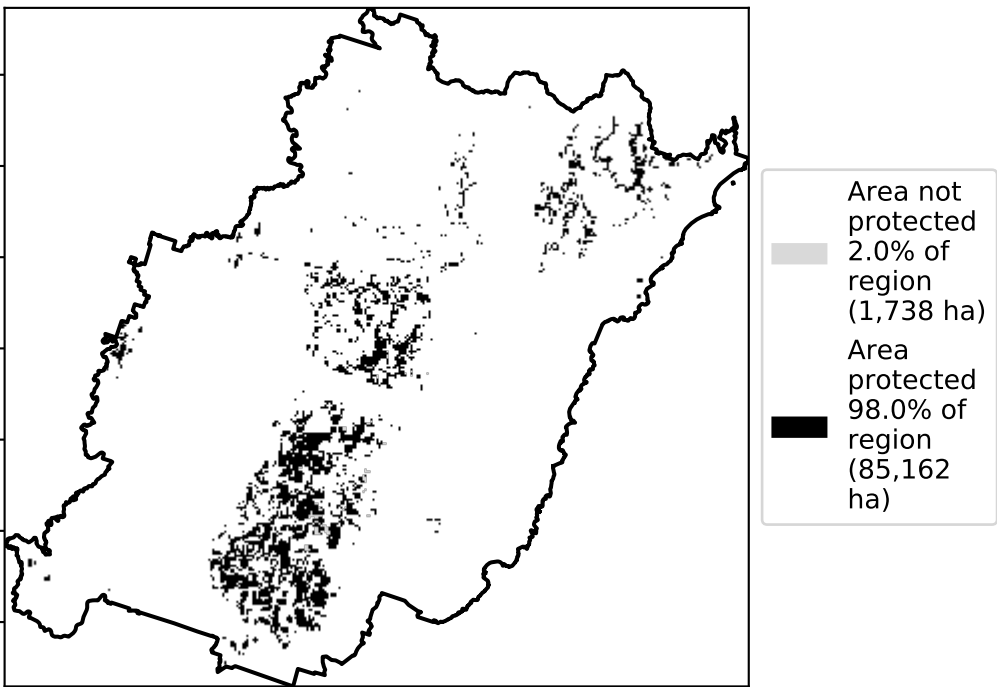 Area not
protected
2.0% of
region
(1,738 ha)
Area
protected
98.0% of
region
(85,162
ha)